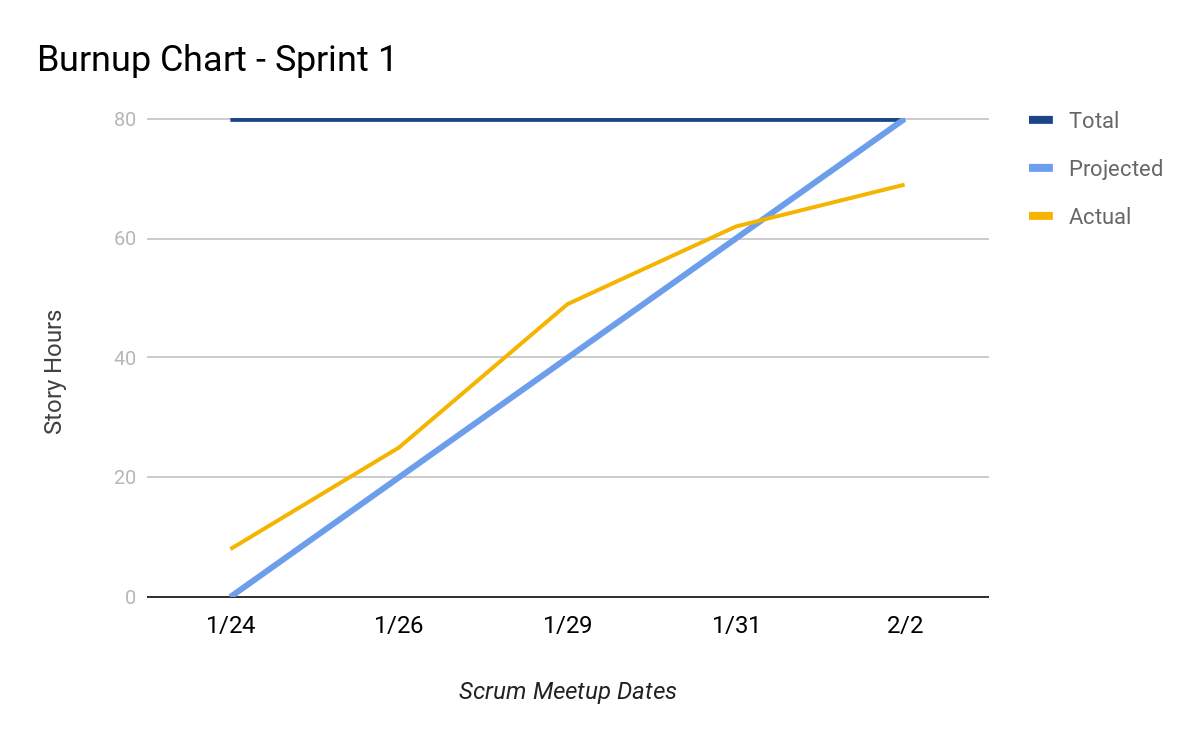 Burnup Chart - Sprint 1
80
60
40
20
0
Story Hours
1/24 1/26 1/29 1/31 2/2
Scrum Meetup Dates
Total
Projected
Actual